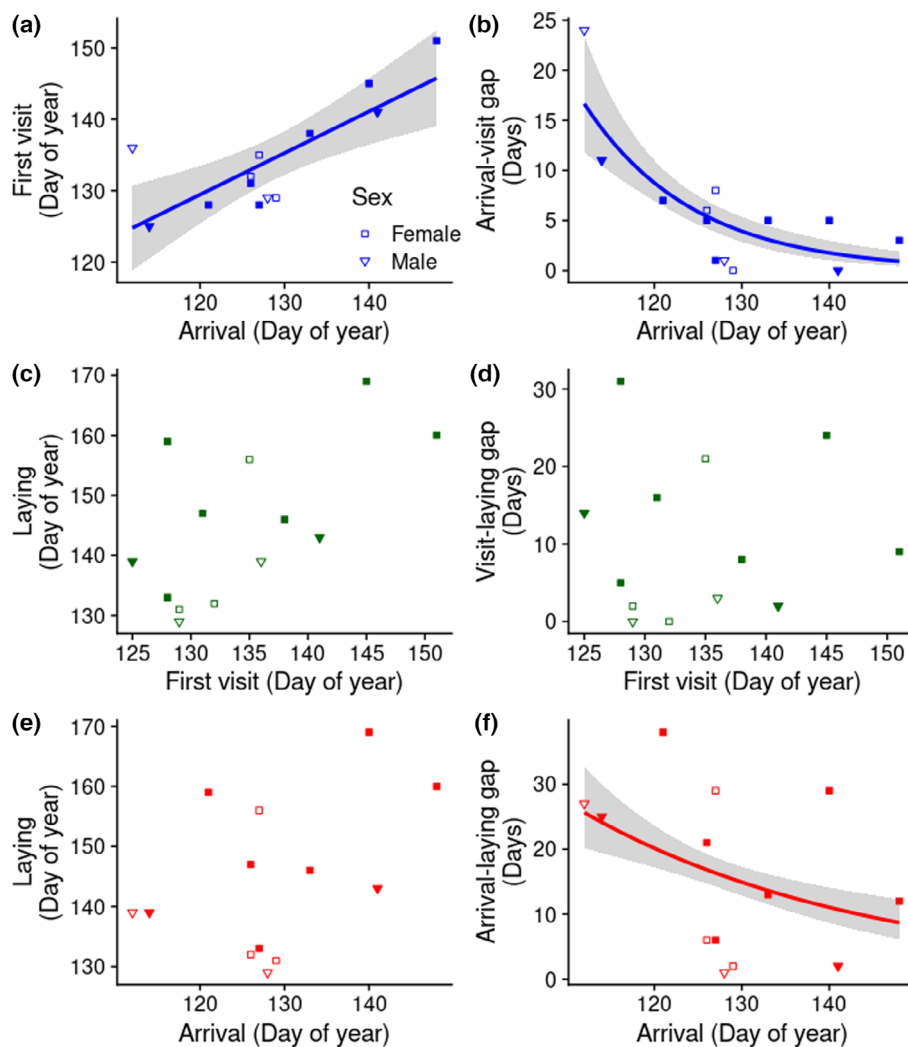 (a)
First visit
(Day of year)
150
140
130
120
120
130
140
Arrival (Day of year)
Sex
Female
Male
(b)
Arrival-visit gap
(Days)
25
20
15
10
5
0
120
130
140
Arrival (Day of year)
(c)
Laying
(Day of year)
170
160
150
140
130
125
130
135
140
145
150
First visit (Day of year)
(d)
Visit-laying gap
(Days)
30
20
10
0
125
130
135
140
145
150
First visit (Day of year)
(e)
Laying
(Day of year)
170
160
150
139
130
120
130
140
Arrival (Day of year)
(f)
Arrival-laying gap
(Days)
30
20
10
0
120
130
140
Arrival (Day of year)